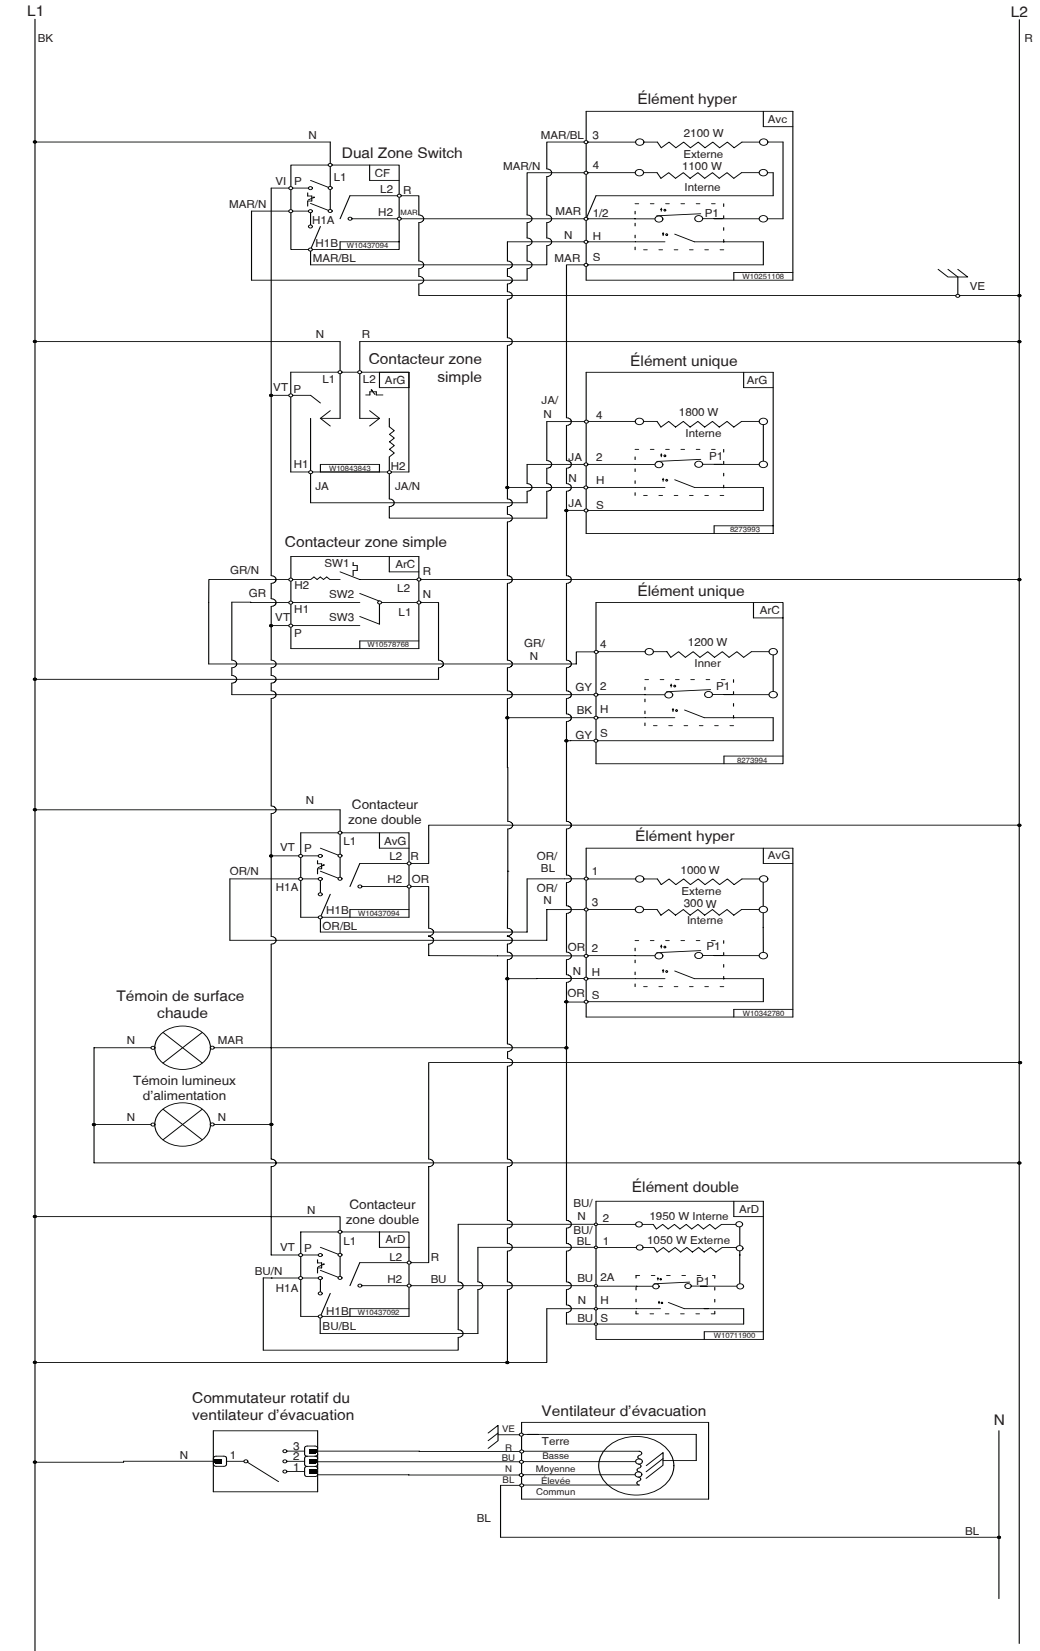 L1
L2
BK
R
Élément hyper
Avc
N
MAR/BL
3
2100 W
Externe
Dual Zone Switch
CF
MAR/N
4
1100 W
Interne
VI
P
L1
L2
R
MAR/N
H1A
H2
MAR
MAR
1/2
P1
H1B
W10437094
N
H
MAR/BL
MAR
S
W10251108
VE
N
R
Contacteur zone
simple
Élément unique
L1
L2
ArG
ArG
VT
P
JA/
N
4
1800 W
Interne
H1
W10843843
H2
JA
2
P1
JA
JA/N
N
H
JA
S
8273993
Contacteur zone simple
GR/N
SW1
ArC
R
H2
L2
Élément unique
GR
SW2
N
H1
L1
ArC
VT
SW3
P
W10578768
GR/
N
4
1200 W
Inner
GY
2
P1
BK
H
GY
S
8273994
N
Contacteur
zone double
Élément hyper
L1
AvG
AvG
VT
P
L2
R
OR/
BL
1
1000 W
Externe
OR/N
H1A
H2
OR
OR/
N
3
300 W
Interne
H1B
W10437094
OR/BL
OR
2
P1
N
H
OR
S
W10342780
Témoin de surface
chaude
N
MAR
Témoin lumineux
d’alimentation
N
N
N
Contacteur
zone double
Élément double
L1
ArD
ArD
BU/
N
2
1950 W Interne
VT
P
L2
R
BU/
BL
1
1050 W Externe
BU/N
H1A
H2
BU
BU
2A
P1
H1B
W10437092
N
H
BU/BL
BU
S
W10711900
Commutateur rotatif du
ventilateur d’évacuation
Ventilateur d’évacuation
N
VE
Terre
N
1
3
2
1
R
Basse
BU
Moyenne
N
Élevée
BL
Commun
BL
BL